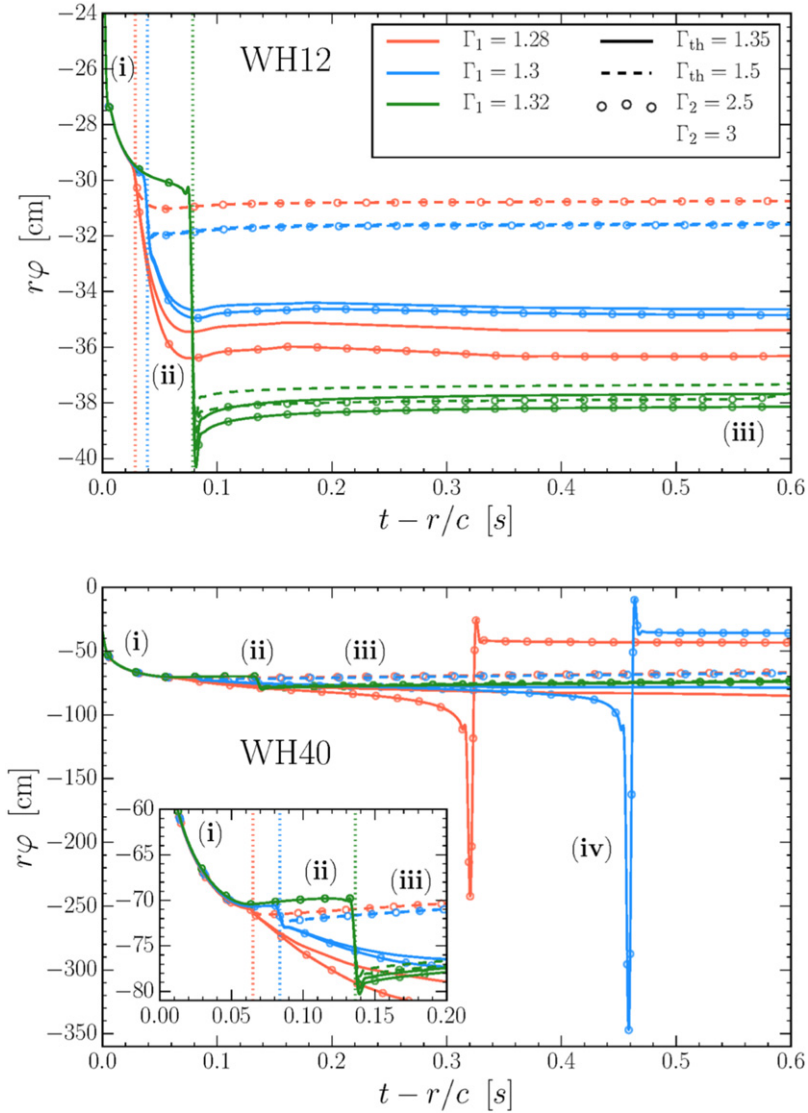 WH12
(i)
(ii)
(iii)
Γ₁ = 1.28
Γ₁ = 1.3
Γ₁ = 1.32
Γth = 1.35
Γth = 1.5
Γ₂ = 2.5
Γ₂ = 3
−24
−26
−28
−30
−32
−34
−36
−38
−40
rφ [cm]
0.0 0.1 0.2 0.3 0.4 0.5 0.6
t − r/c [s]
WH40
(i)
(ii)
(iii)
(iv)
0
−50
−100
−150
−200
−250
−300
−350
rφ [cm]
(i)
(ii)
(iii)
−60
−65
−70
−75
−80
0.00 0.05 0.10 0.15 0.20
0.0 0.1 0.2 0.3 0.4 0.5 0.6
t − r/c [s]